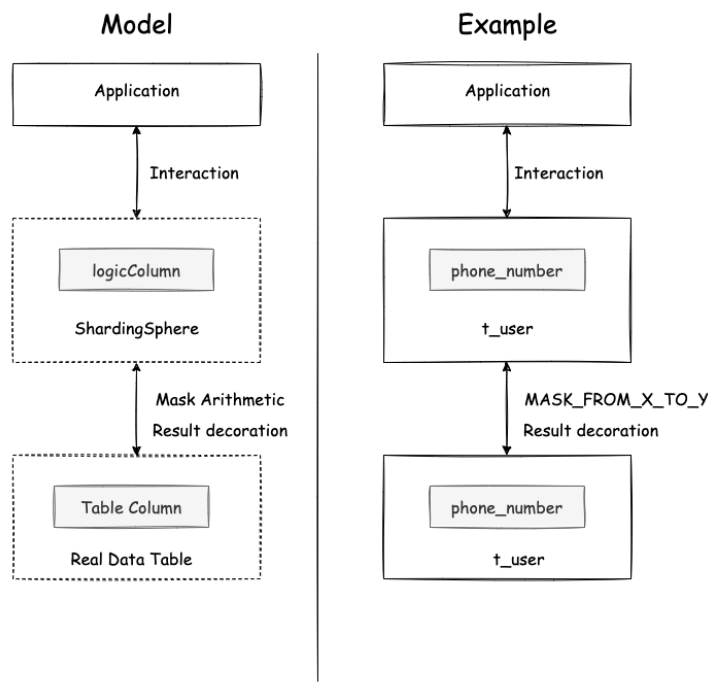 Model
Application
Interaction
logicColumn
ShardingSphere
Mask Arithmetic
Result decoration
Table Column
Real Data Table
Example
Application
Interaction
phone_number
t_user
MASK_FROM_X_TO_Y
Result decoration
phone_number
t_user